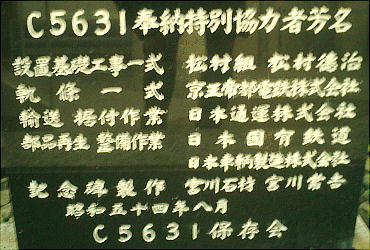 C5631奉納特別協力者芳名
設置基礎工事一式 松村組 松村德治
軌條一式 京王帝都電鉄株式会社
輸送 据付作業 日本通運株式会社
部品再生 整備作業 日本国有鉄道
日本車輌製造株式会社
記念碑製作 宮川石材 宮川
昭和五十四年八月
C5631保存会